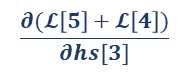 ∂(ℒ[5] + ℒ[4])
∂hs[3]